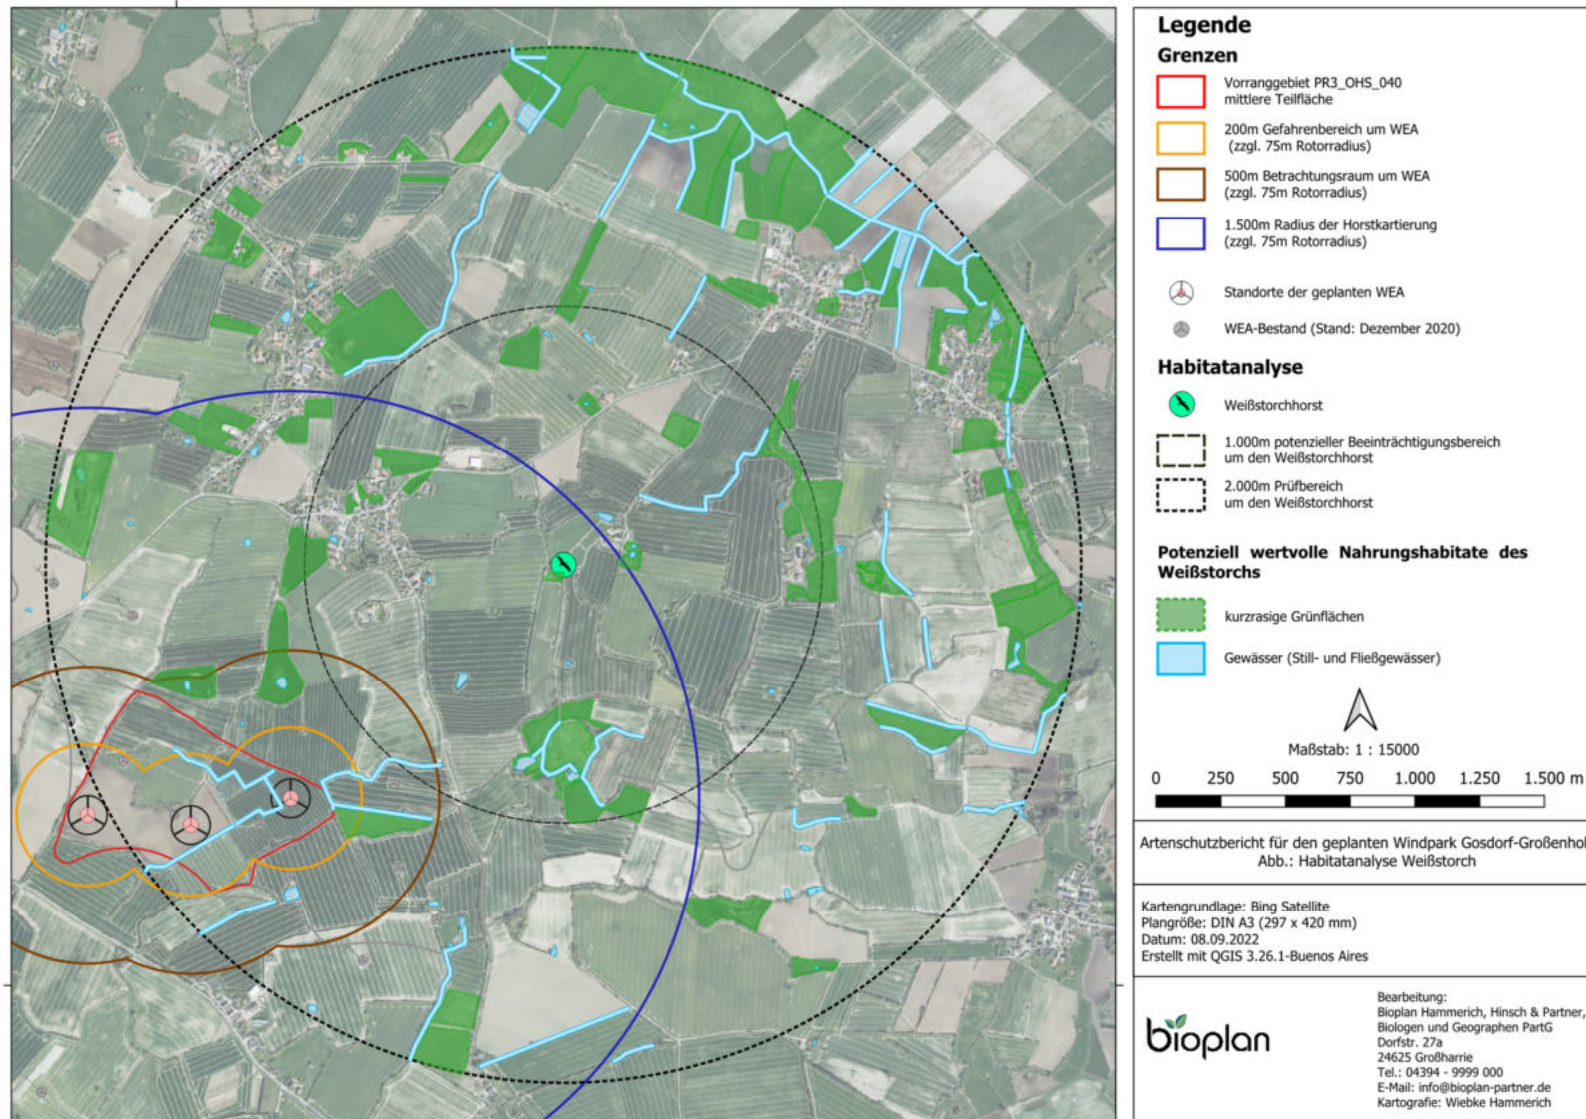 Legende
Grenzen
Vorranggebiet PR3_OHS_040
mittlere Teilfläche
200m Gefahrenbereich um WEA
(zzgl. 75m Rotorradius)
500m Betrachtungsraum um WEA
(zzgl. 75m Rotorradius)
1.500m Radius der Horstkartierung
(zzgl. 75m Rotorradius)
Standorte der geplanten WEA
WEA-Bestand (Stand: Dezember 2020)
Habitatanalyse
Weißstorchhorst
1.000m potenzieller Beeinträchtigungsbereich
um den Weißstorchhorst
2.000m Prüfbereich
um den Weißstorchhorst
Potenziell wertvolle Nahrungshabitate des
Weißstorchs
kurzrasige Grünflächen
Gewässer (Still- und Fließgewässer)
Maßstab: 1 : 15000
0 250 500 750 1.000 1.250 1.500 m
Artenschutzbericht für den geplanten Windpark Gosdorf-Großenhol
Abb.: Habitatanalyse Weißstorch
Kartengrundlage: Bing Satellite
Plangröße: DIN A3 (297 x 420 mm)
Datum: 08.09.2022
Erstellt mit QGIS 3.26.1-Buenos Aires
bioplan
Bearbeitung:
Bioplan Hammerich, Hinsch & Partner,
Biologen und Geographen PartG
Dorfstr. 27a
24625 Großharrie
Tel.: 04394 - 9999 000
E-Mail: info@bioplan-partner.de
Kartografie: Wiebke Hammerich